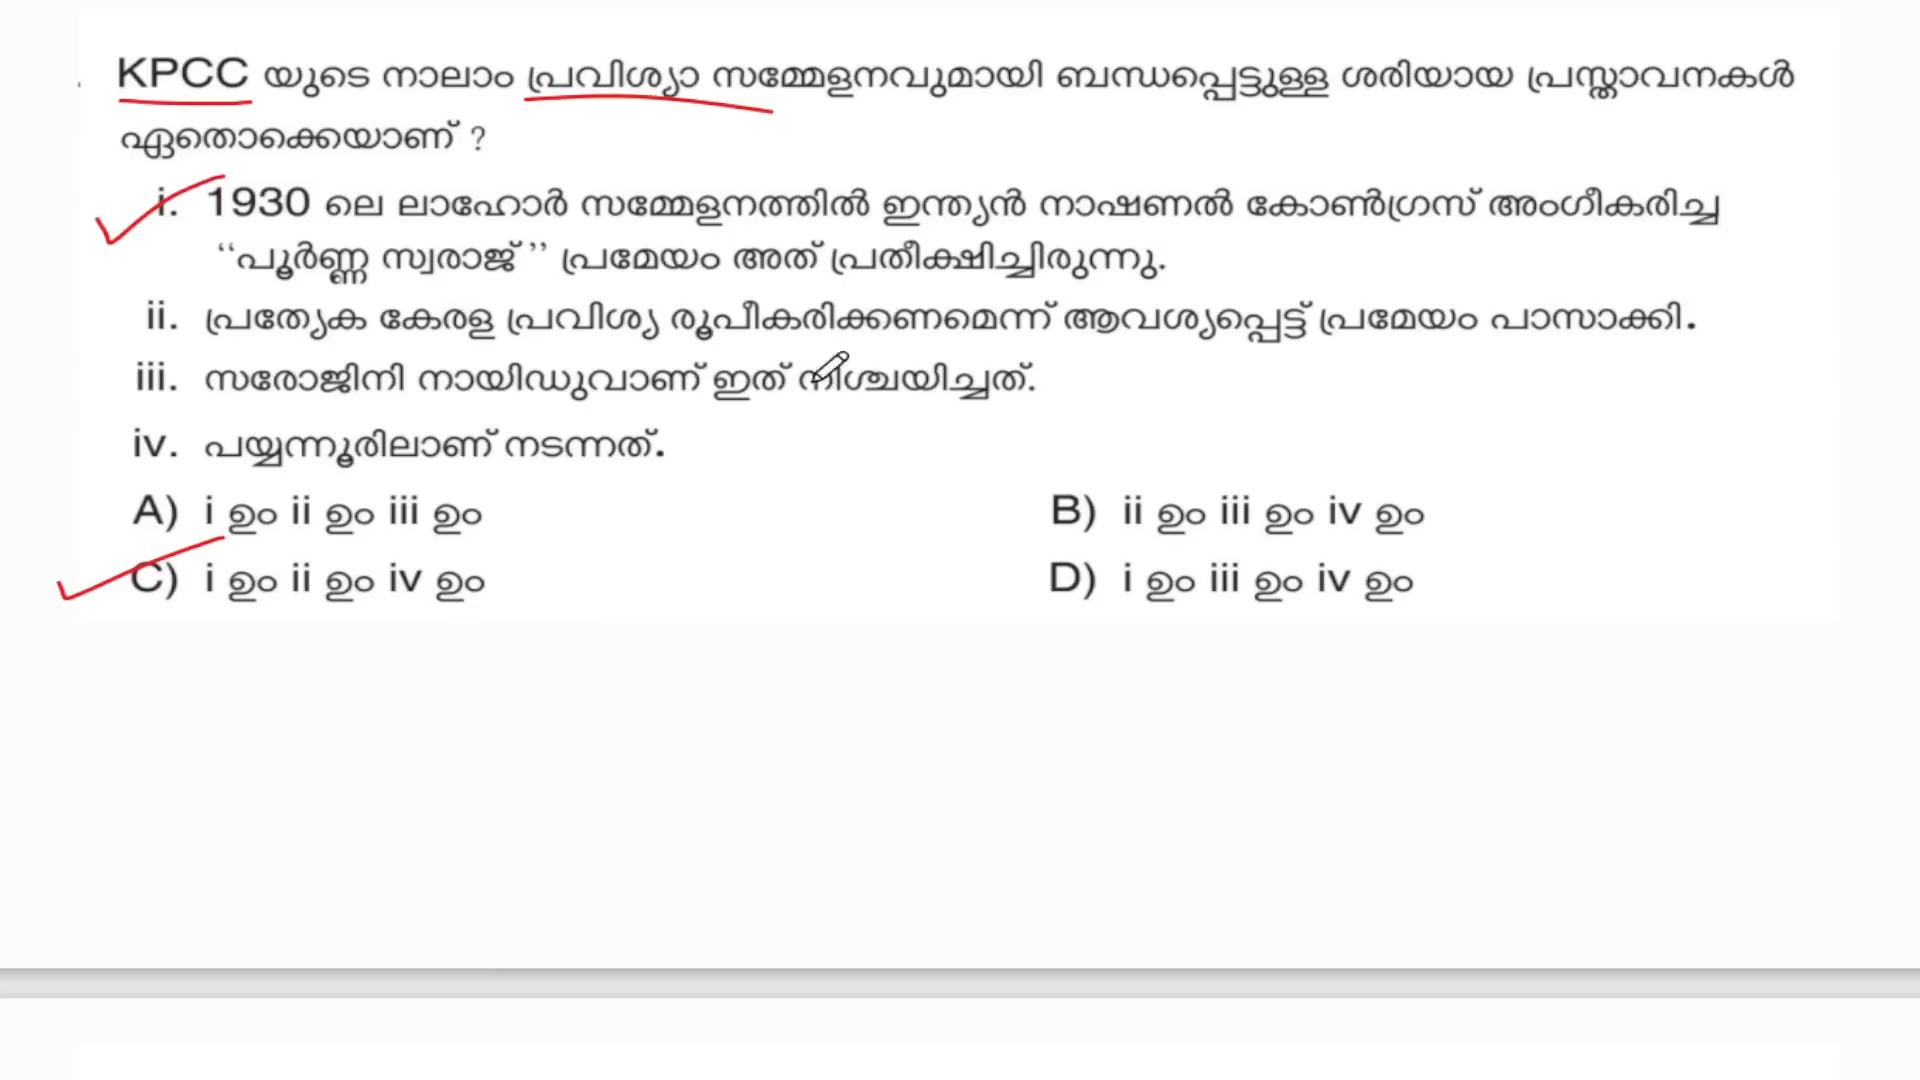 KPCC യുടെ നാലാം പ്രവിശ്യാ സമ്മേളനവുമായി ബന്ധപ്പെട്ടുള്ള ശരിയായ പ്രസ്താവനകൾ
ഏതൊക്കെയാണ് ?
i. 1930 ലെ ലാഹോർ സമ്മേളനത്തിൽ ഇന്ത്യൻ നാഷണൽ കോൺഗ്രസ് അംഗീകരിച്ച
“പൂർണ്ണ സ്വരാജ്” പ്രമേയം അത് പ്രതീക്ഷിച്ചിരുന്നു.
ii. പ്രത്യേക കേരള പ്രവിശ്യ രൂപീകരിക്കണമെന്ന് ആവശ്യപ്പെട്ട് പ്രമേയം പാസാക്കി.
iii. സരോജിനി നായിഡുവാണ് ഇത് നിശ്ചയിച്ചത്.
iv. പയ്യന്നൂരിലാണ് നടന്നത്.
A) i ഉം ii ഉം iii ഉം B) ii ഉം iii ഉം iv ഉം
C) i ഉം ii ഉം iv ഉം D) i ഉം iii ഉം iv ഉം